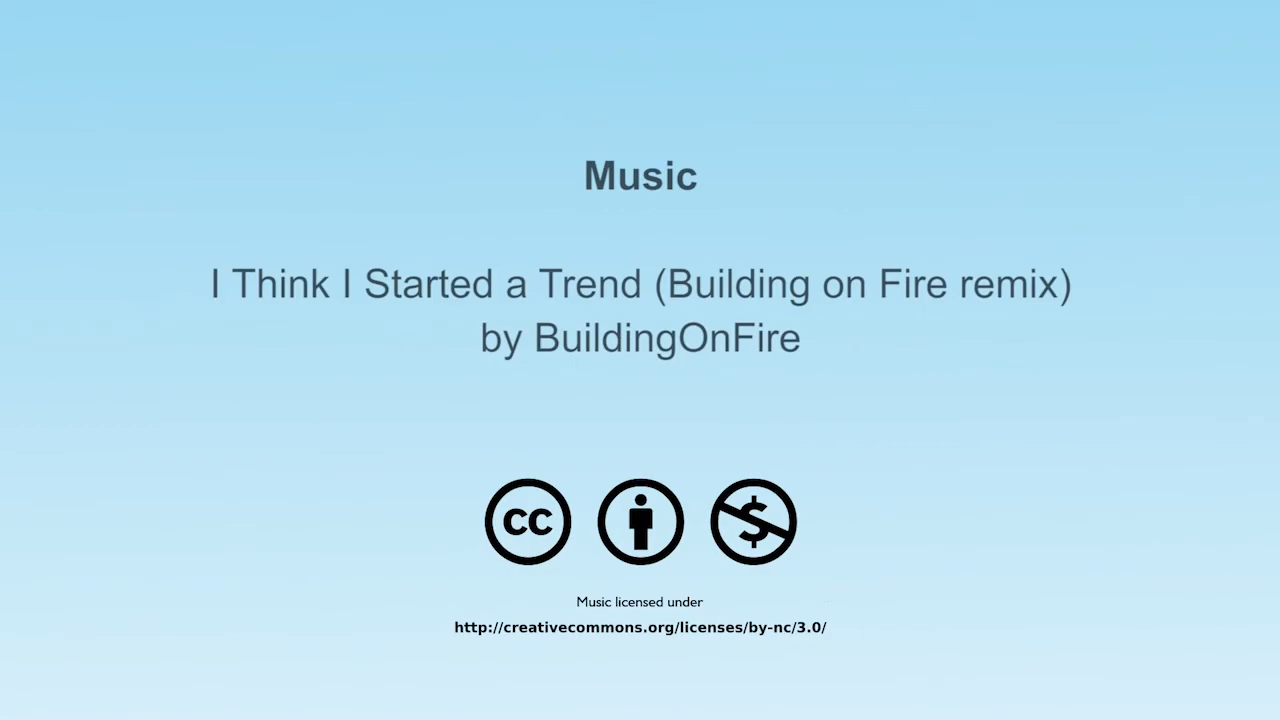 Music
I Think I Started a Trend (Building on Fire remix)
by BuildingOnFire
cc
$
Music licensed under
http://creativecommons.org/licenses/by-nc/3.0/